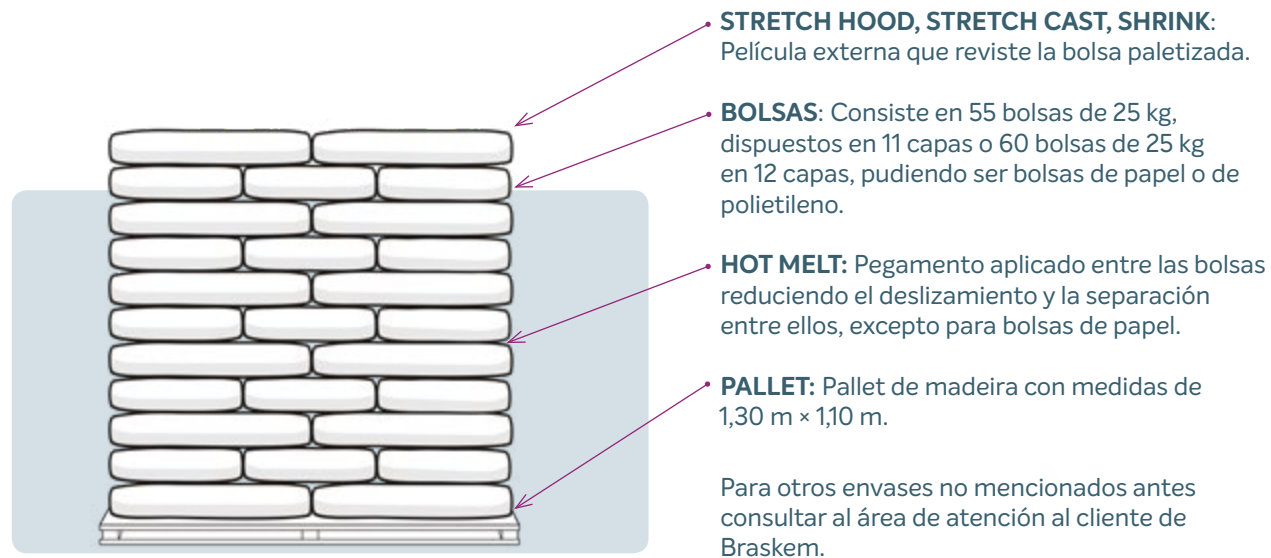 STRETCH HOOD, STRETCH CAST, SHRINK:
Película externa que reviste la bolsa paletizada.
BOLSAS: Consiste en 55 bolsas de 25 kg,
dispuestos en 11 capas o 60 bolsas de 25 kg
en 12 capas, pudiendo ser bolsas de papel o de
polietileno.
HOT MELT: Pegamento aplicado entre las bolsas
reduciendo el deslizamiento y la separación
entre ellos, excepto para bolsas de papel.
PALLET: Pallet de madeira con medidas de
1,30 m × 1,10 m.
Para otros envases no mencionados antes
consultar al área de atención al cliente de
Braskem.